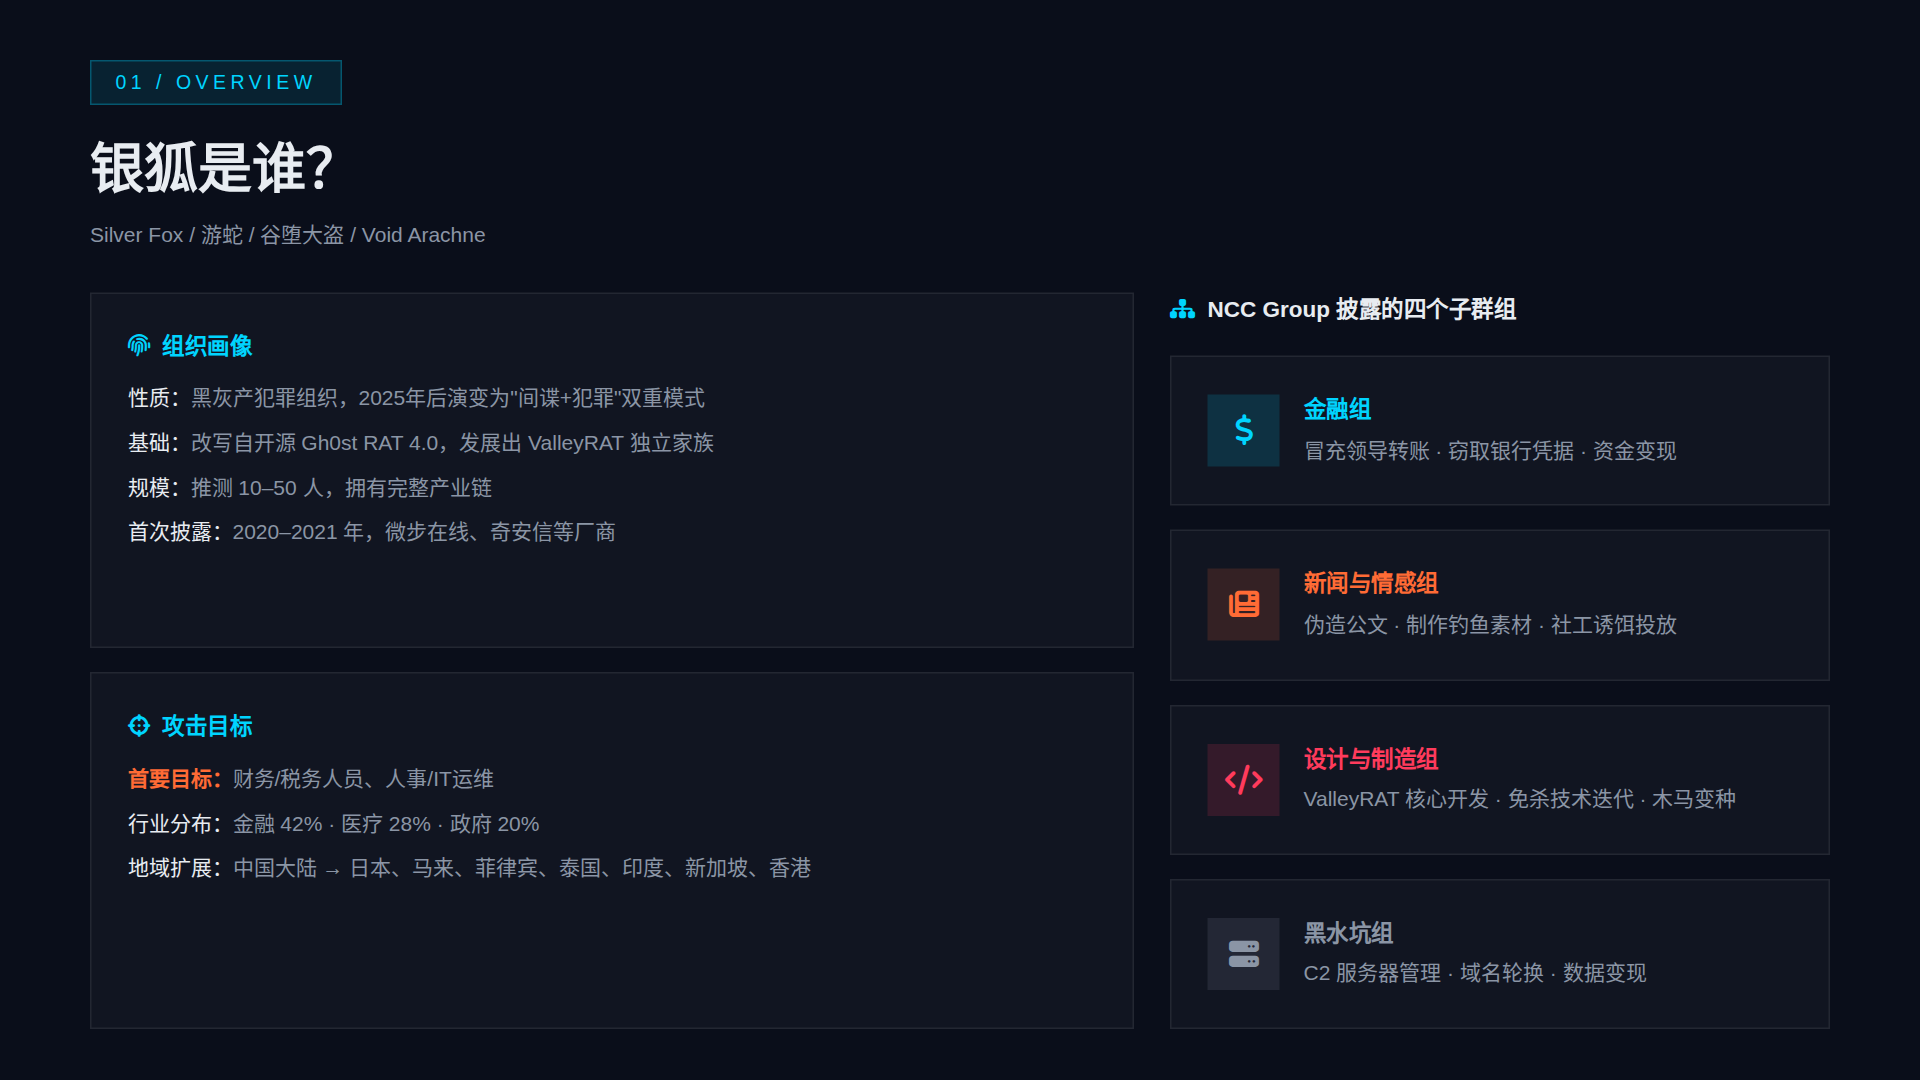 01 / OVERVIEW
银狐是谁?
Silver Fox / 游蛇 / 谷堕大盗 / Void Arachne
组织画像
性质：黑灰产犯罪组织，2025年后演变为"间谍+犯罪"双重模式
基础：改写自开源 Gh0st RAT 4.0，发展出 ValleyRAT 独立家族
规模：推测 10–50 人，拥有完整产业链
首次披露：2020–2021 年，微步在线、奇安信等厂商
攻击目标
首要目标：财务/税务人员、人事/IT运维
行业分布：金融 42% · 医疗 28% · 政府 20%
地域扩展：中国大陆 → 日本、马来、菲律宾、泰国、印度、新加坡、香港
NCC Group 披露的四个子群组
金融组
冒充领导转账 · 窃取银行凭据 · 资金变现
新闻与情感组
伪造公文 · 制作钓鱼素材 · 社工诱饵投放
设计与制造组
ValleyRAT 核心开发 · 免杀技术迭代 · 木马变种
黑水坑组
C2 服务器管理 · 域名轮换 · 数据变现